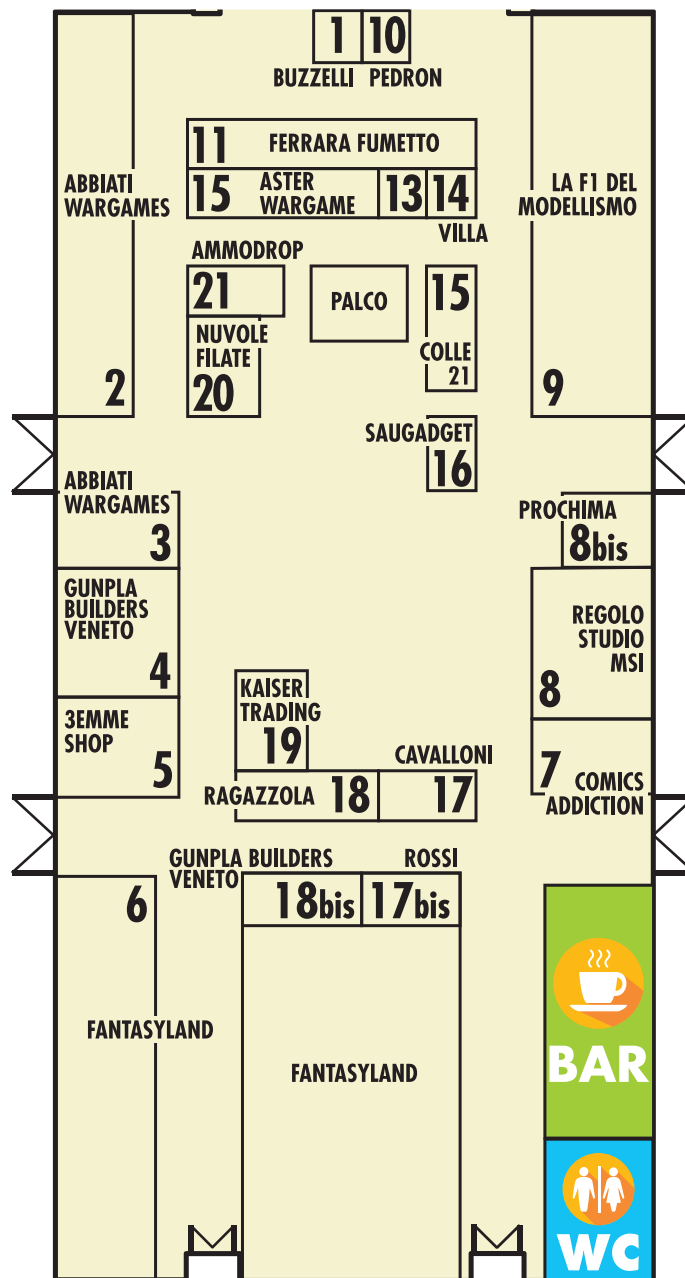 1 10
BUZZELLI PEDRON
11 FERRARA FUMETTO
ABBIATI
WARGAMES
2
15 ASTER
WARGAME
13 14
VILLA
LA F1 DEL
MODELLISMO
9
AMMODROP
21
PALCO
15
COLLE
21
NUVOLE
FILATE
20
SAUGADGET
16
ABBIATI
WARGAMES
3
PROCHIMA
8bis
GUNPLA
BUILDERS
VENETO
4
REGOLO
STUDIO
MSI
8
3EMME
SHOP
5
KAISER
TRADING
19
CAVALLONI
RAGAZZOLA 18 17
7 COMICS
ADDICTION
GUNPLA BUILDERS
VENETO
ROSSI
18bis 17bis
6
FANTASYLAND
FANTASYLAND
BAR
WC